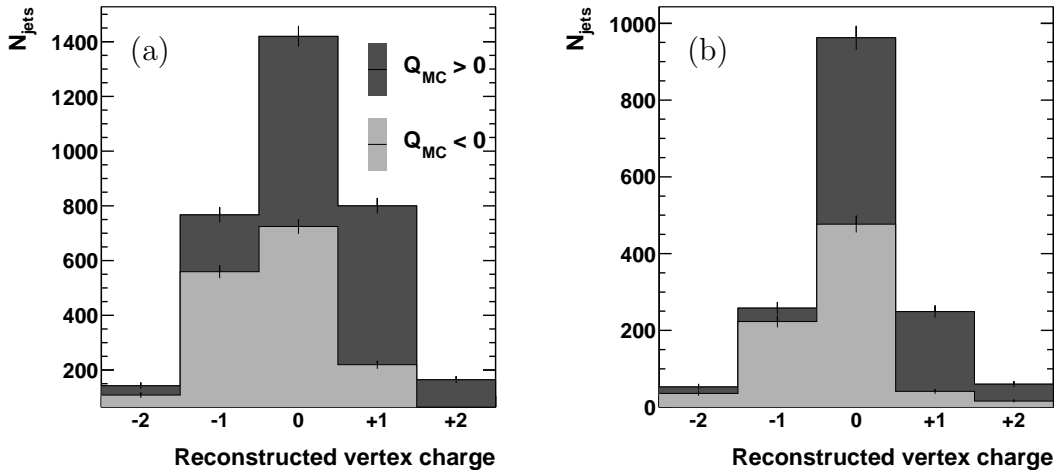 N_jets
(a)
1400
1200
1000
800
600
400
200
Q_MC > 0
Q_MC < 0
-2 -1 0 +1 +2
Reconstructed vertex charge
N_jets
(b)
1000
800
600
400
200
0
-2 -1 0 +1 +2
Reconstructed vertex charge